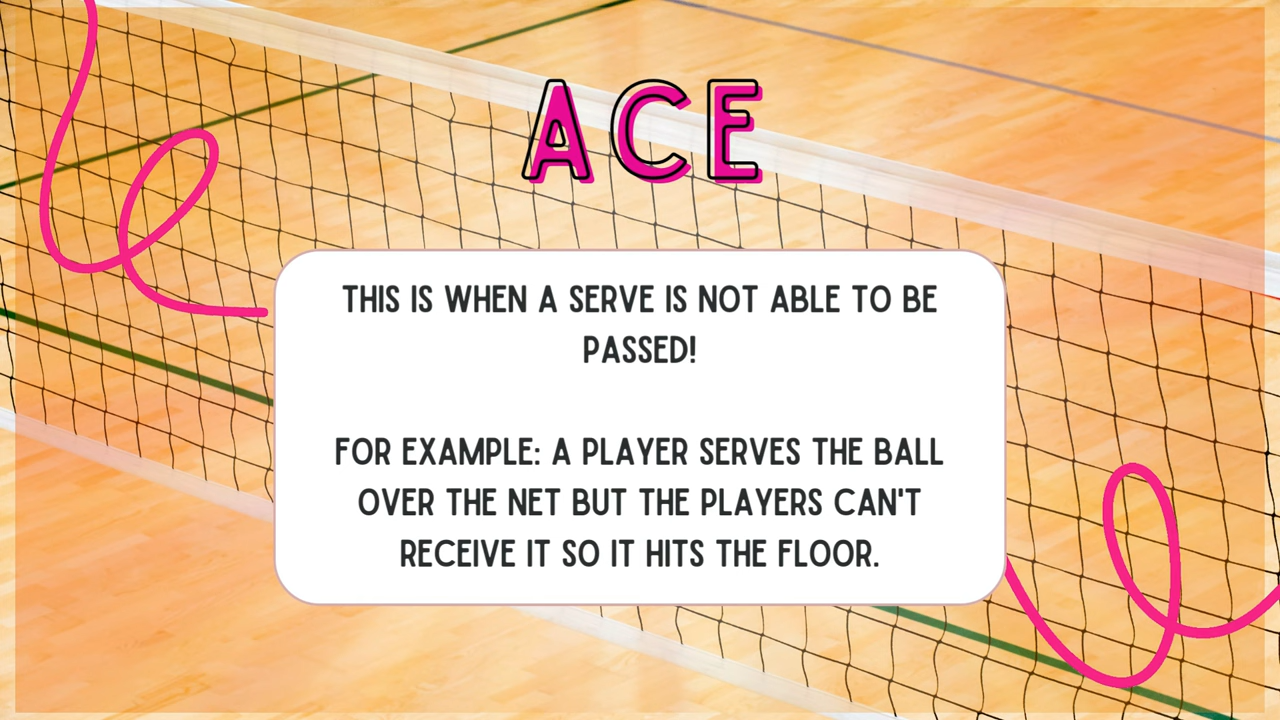 ACE
THIS IS WHEN A SERVE IS NOT ABLE TO BE
PASSED!
FOR EXAMPLE: A PLAYER SERVES THE BALL
OVER THE NET BUT THE PLAYERS CAN'T
RECEIVE IT SO IT HITS THE FLOOR.